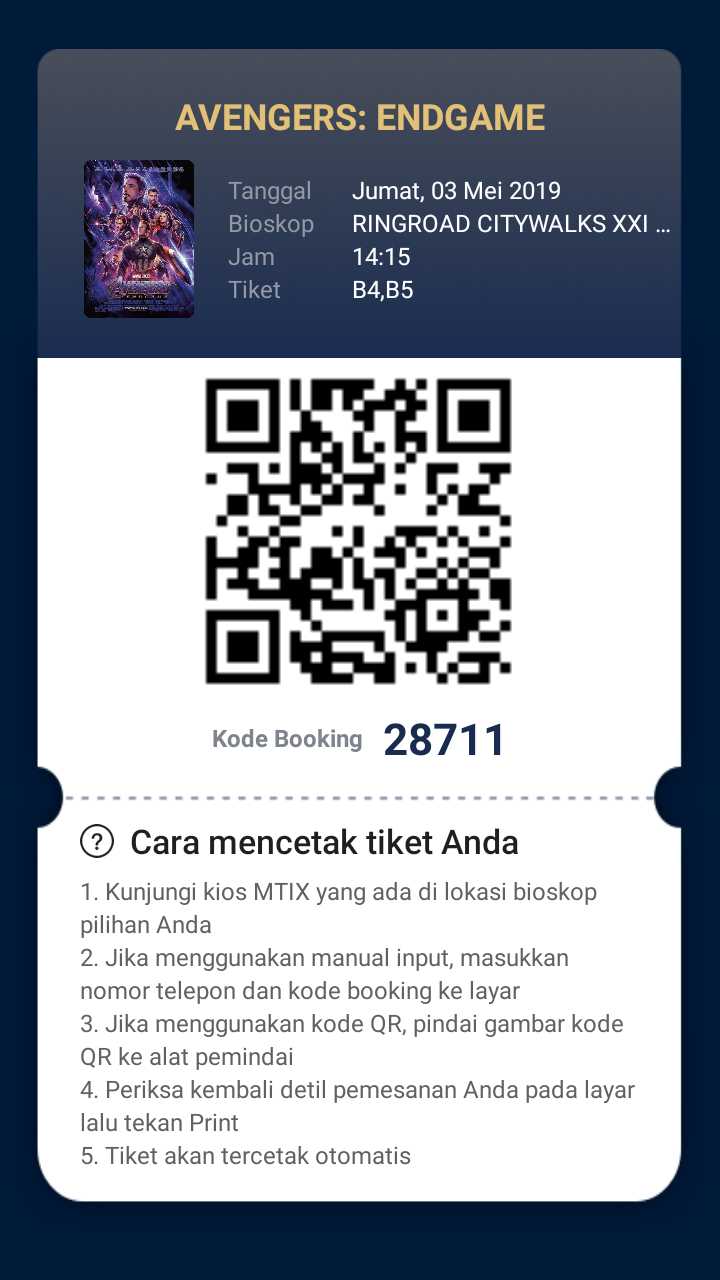 AVENGERS: ENDGAME
Tanggal Jumat, 03 Mei 2019
Bioskop RINGROAD CITYWALKS XXI ...
Jam 14:15
Tiket B4,B5
Kode Booking 28711
? Cara mencetak tiket Anda
1. Kunjungi kios MTIX yang ada di lokasi bioskop
pilihan Anda
2. Jika menggunakan manual input, masukkan
nomor telepon dan kode booking ke layar
3. Jika menggunakan kode QR, pindai gambar kode
QR ke alat pemindai
4. Periksa kembali detil pemesanan Anda pada layar
lalu tekan Print
5. Tiket akan tercetak otomatis